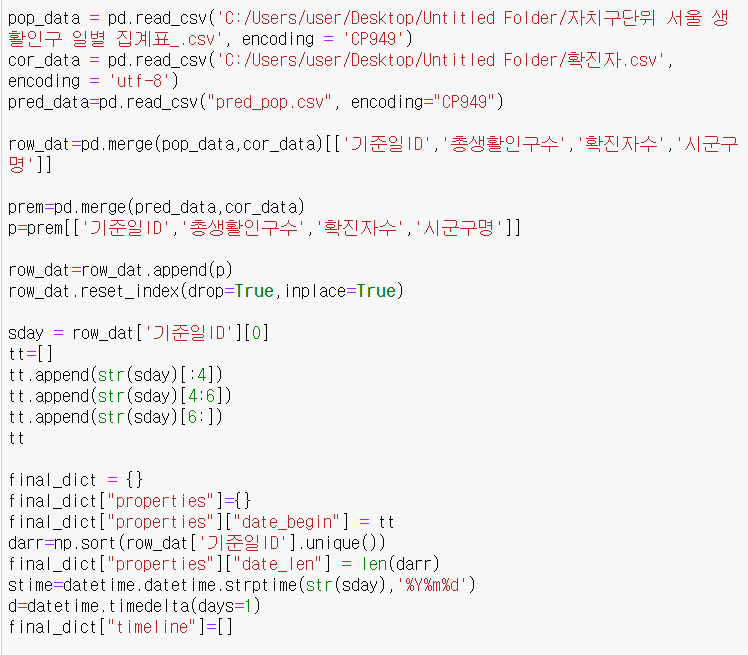 pop_data = pd.read_csv('C:/Users/user/Desktop/Untitled Folder/자치구단위 서울 생
활인구 일별 집계표_.csv', encoding = 'CP949')
cor_data = pd.read_csv('C:/Users/user/Desktop/Untitled Folder/확진자.csv',
encoding = 'utf-8')
pred_data=pd.read_csv("pred_pop.csv", encoding="CP949")

row_dat=pd.merge(pop_data,cor_data)[['기준일ID','총생활인구수','확진자수','시군구
명']]

prem=pd.merge(pred_data,cor_data)
p=prem[['기준일ID','총생활인구수','확진자수','시군구명']]

row_dat=row_dat.append(p)
row_dat.reset_index(drop=True,inplace=True)

sday = row_dat['기준일ID'][0]
tt=[]
tt.append(str(sday)[:4])
tt.append(str(sday)[4:6])
tt.append(str(sday)[6:])
tt

final_dict = {}
final_dict["properties"]={}
final_dict["properties"]["date_begin"] = tt
darr=np.sort(row_dat['기준일ID'].unique())
final_dict["properties"]["date_len"] = len(darr)
stime=datetime.datetime.strptime(str(sday),'%Y%m%d')
d=datetime.timedelta(days=1)
final_dict["timeline"]=[]